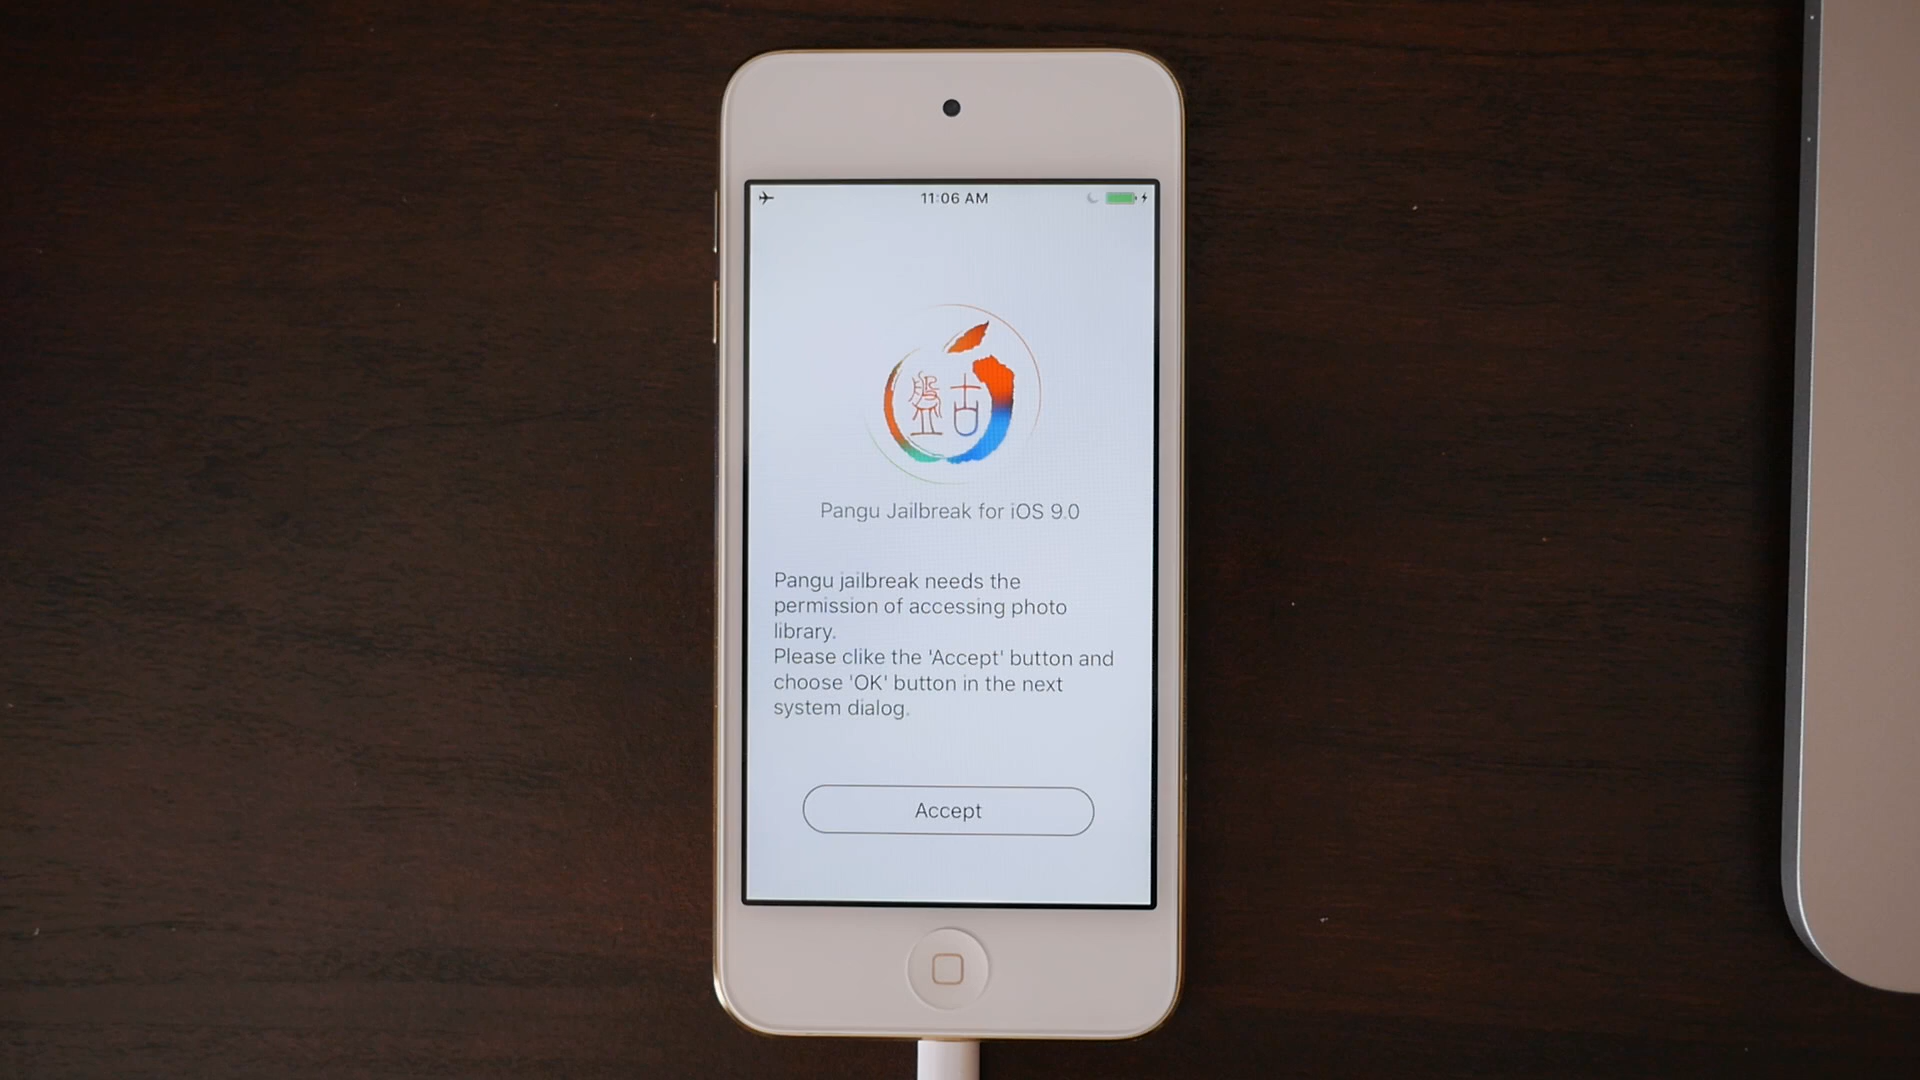 11:06 AM
盤古
Pangu Jailbreak for iOS 9.0
Pangu jailbreak needs the
permission of accessing photo
library.
Please clike the 'Accept' button and
choose 'OK' button in the next
system dialog.
Accept